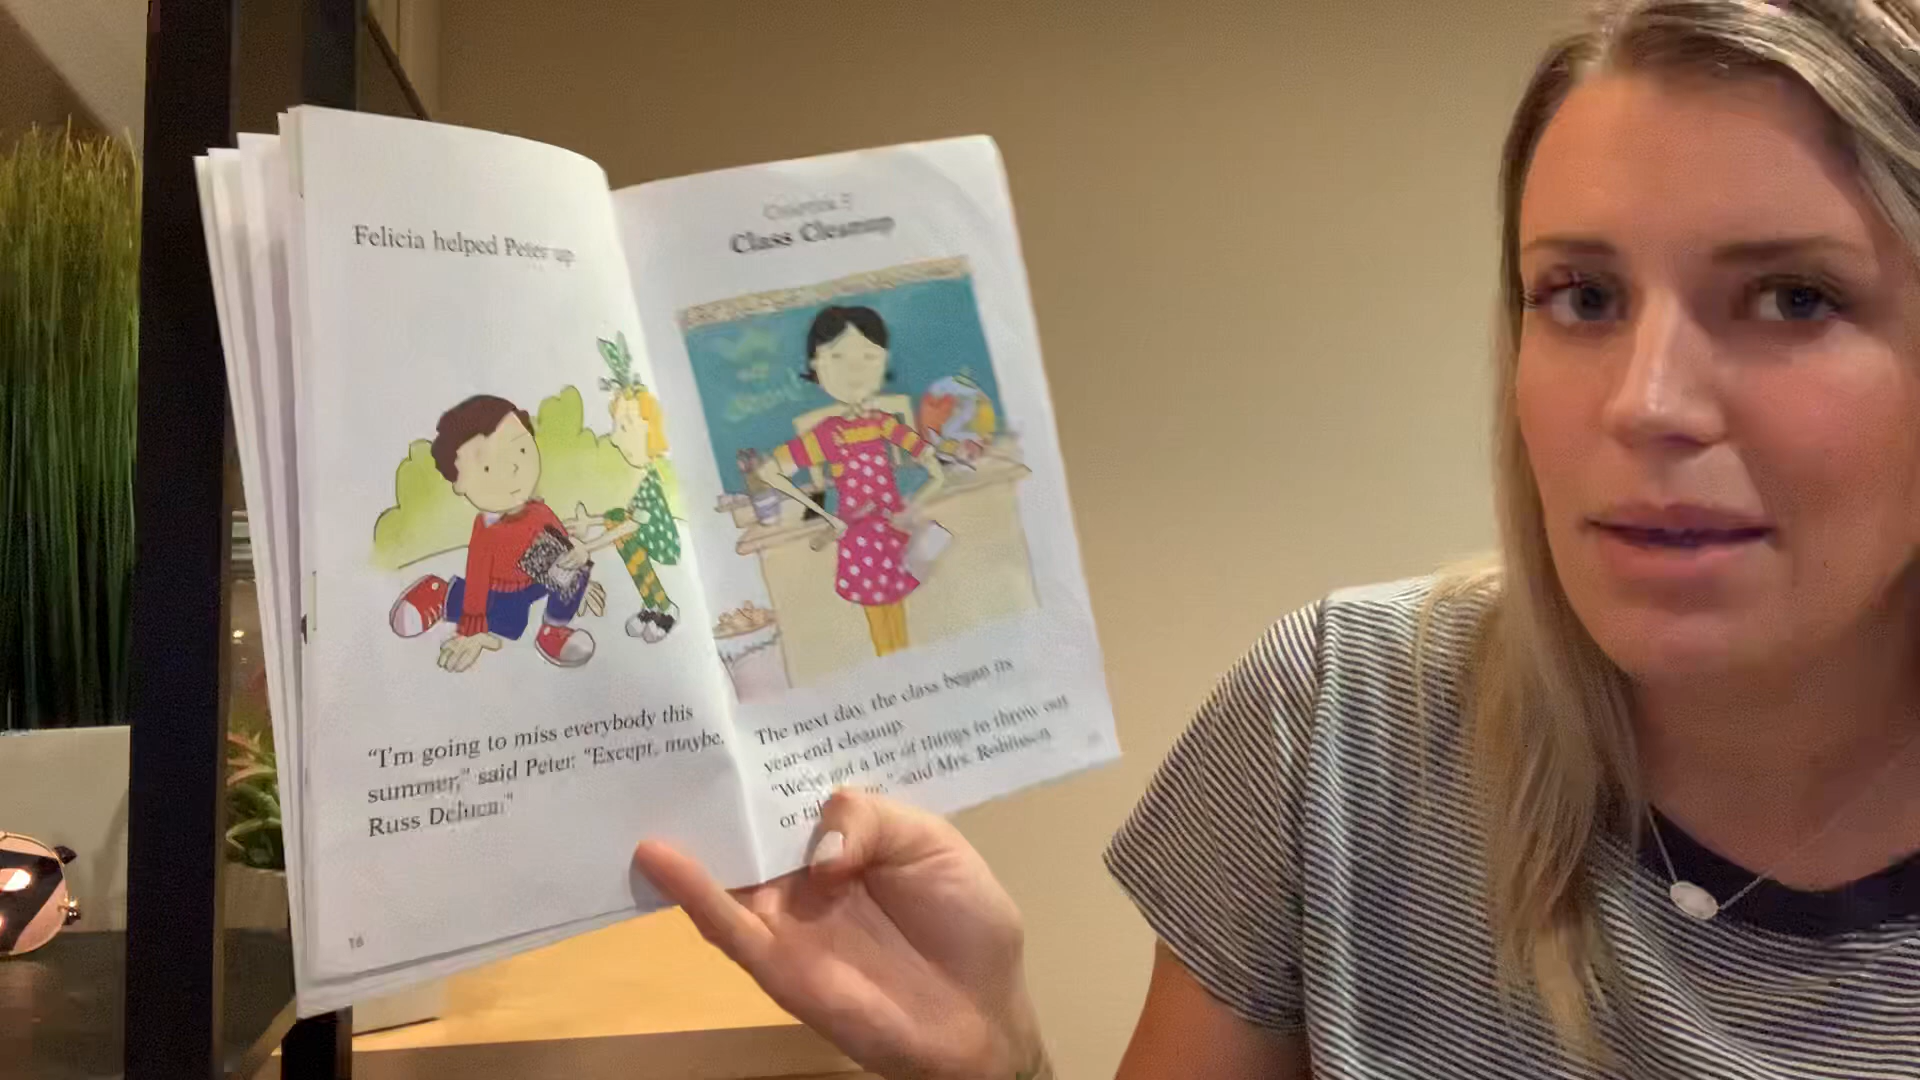 Felicia helped Peter up
"I'm going to miss everybody this
summer," said Peter. "Except, maybe,
Russ Deluca."
16
Chapter
Class Cleanup
The next day, the class began its
year-end cleanup.
"We've got a lot of things to throw out
or said Mrs. Robinson